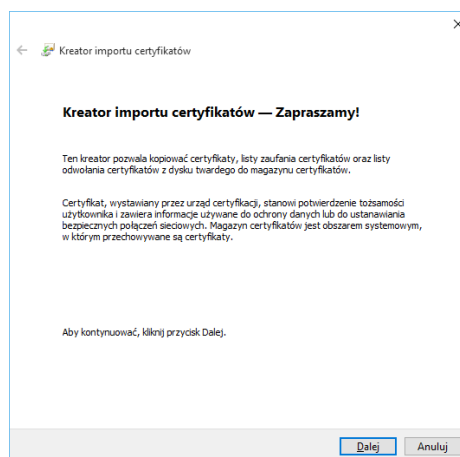 Kreator importu certyfikatów
Kreator importu certyfikatów — Zapraszamy!
Ten kreator pozwala kopiować certyfikaty, listy zaufania certyfikatów oraz listy
odwołania certyfikatów z dysku twardego do magazynu certyfikatów.
Certyfikat, wystawiany przez urząd certyfikacji, stanowi potwierdzenie tożsamości
użytkownika i zawiera informacje używane do ochrony danych lub do ustanawiania
bezpiecznych połączeń sieciowych. Magazyn certyfikatów jest obszarem systemowym,
w którym przechowywane są certyfikaty.
Aby kontynuować, kliknij przycisk Dalej.
Dalej Anuluj